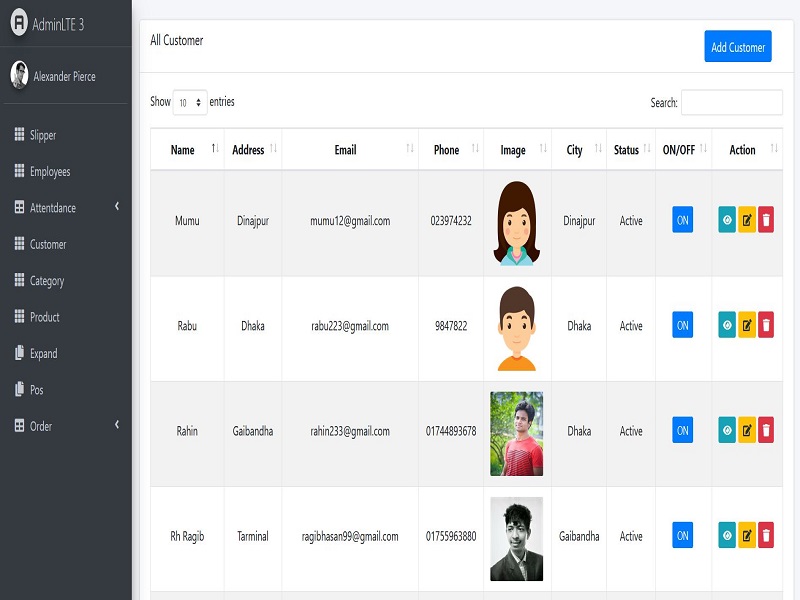 AdminLTE 3
Alexander Pierce
Slipper
Employees
Attentdance
Customer
Category
Product
Expand
Pos
Order
All Customer
Add Customer
Show 10 entries
Search:
Name Address Email Phone Image City Status ON/OFF Action
Mumu Dinajpur mumu12@gmail.com 023974232 Dinajpur Active ON
Rabu Dhaka rabu223@gmail.com 9847822 Dhaka Active ON
Rahin Gaibandha rahin233@gmail.com 01744893678 Dhaka Active ON
Rh Ragib Tarminal ragibhasan99@gmail.com 01755963880 Gaibandha Active ON